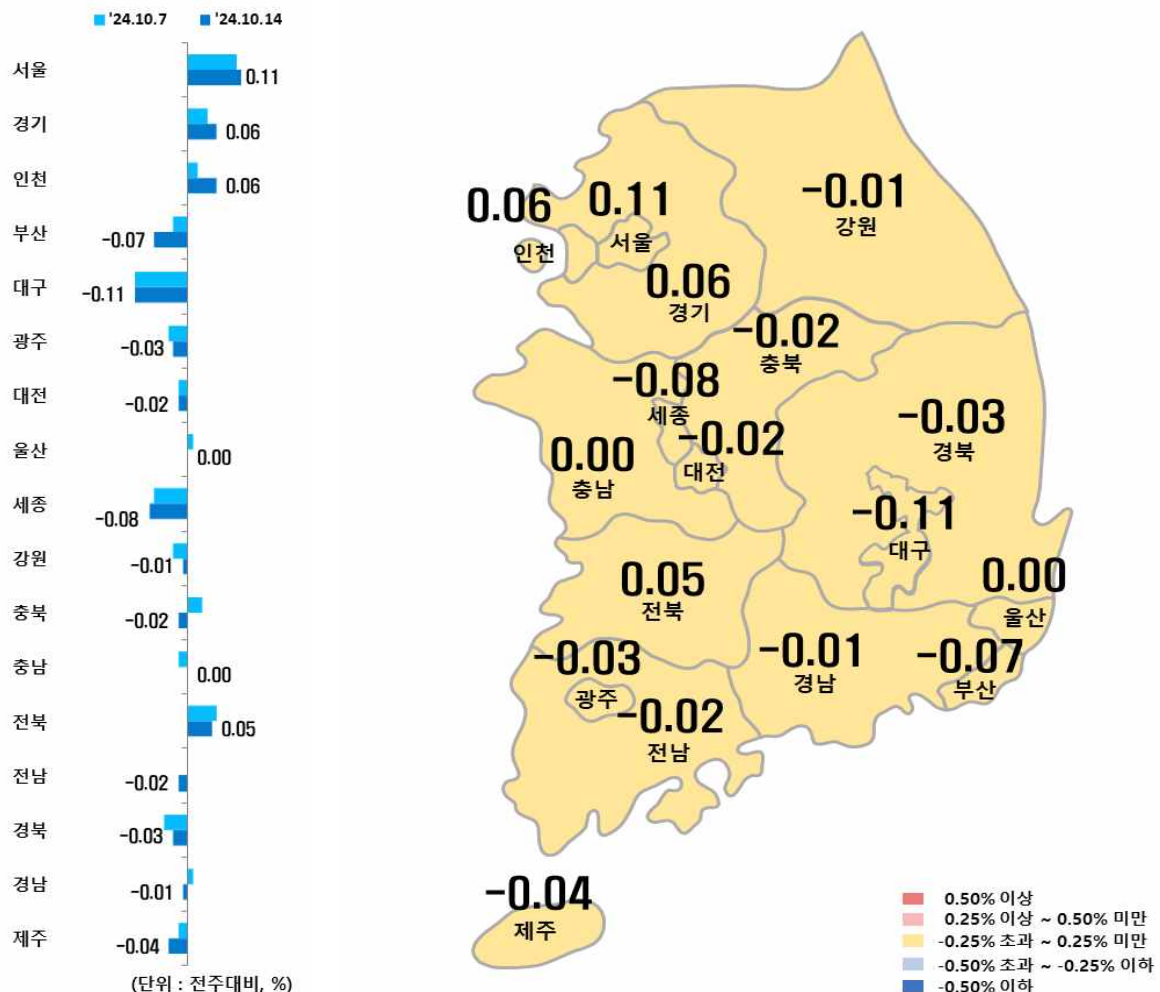 '24.10.7 '24.10.14
서울 0.11
경기 0.06
인천 0.06
부산 -0.07
대구 -0.11
광주 -0.03
대전 -0.02
울산 0.00
세종 -0.08
강원 -0.01
충북 -0.02
충남 0.00
전북 0.05
전남 -0.02
경북 -0.03
경남 -0.01
제주 -0.04
(단위 : 전주대비, %)
0.06
인천
0.11
서울
-0.01
강원
0.06
경기
-0.02
충북
-0.08
세종
-0.02
대전
0.00
충남
-0.03
경북
-0.11
대구
0.00
울산
0.05
전북
-0.03
광주
-0.02
전남
-0.01
경남
-0.07
부산
-0.04
제주
0.50% 이상
0.25% 이상 ~ 0.50% 미만
-0.25% 초과 ~ 0.25% 미만
-0.50% 초과 ~ -0.25% 이하
-0.50% 이하